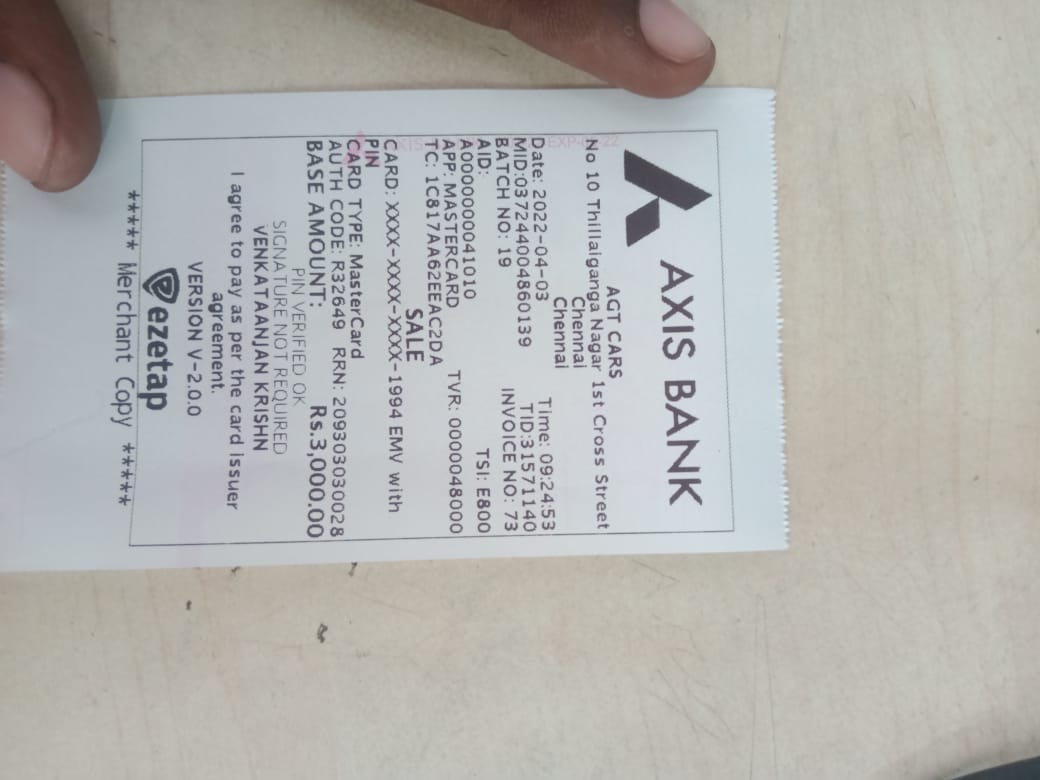 AXIS BANK
AGT CARS
No 10 Thillaiganga Nagar 1st Cross Street
Chennai
Chennai
Date: 2022-04-03 Time: 09:24:53
MID:037244004860139 TID:31571140
BATCH NO: 19 INVOICE NO: 73
AID: TSI: E800
A0000000041010
APP: MASTERCARD TVR: 0000048000
TC: 1C817AA62EEAC2DA
SALE
CARD: XXXX-XXXX-XXXX-1994 EMV with
PIN
CARD TYPE: MasterCard
AUTH CODE: R32649 RRN: 209303030028
BASE AMOUNT: Rs.3,000.00
PIN VERIFIED OK
SIGNATURE NOT REQUIRED
VENKATAANJAN KRISHN
I agree to pay as per the card issuer
agreement.
VERSION V-2.0.0
ezetap
***** Merchant Copy *****